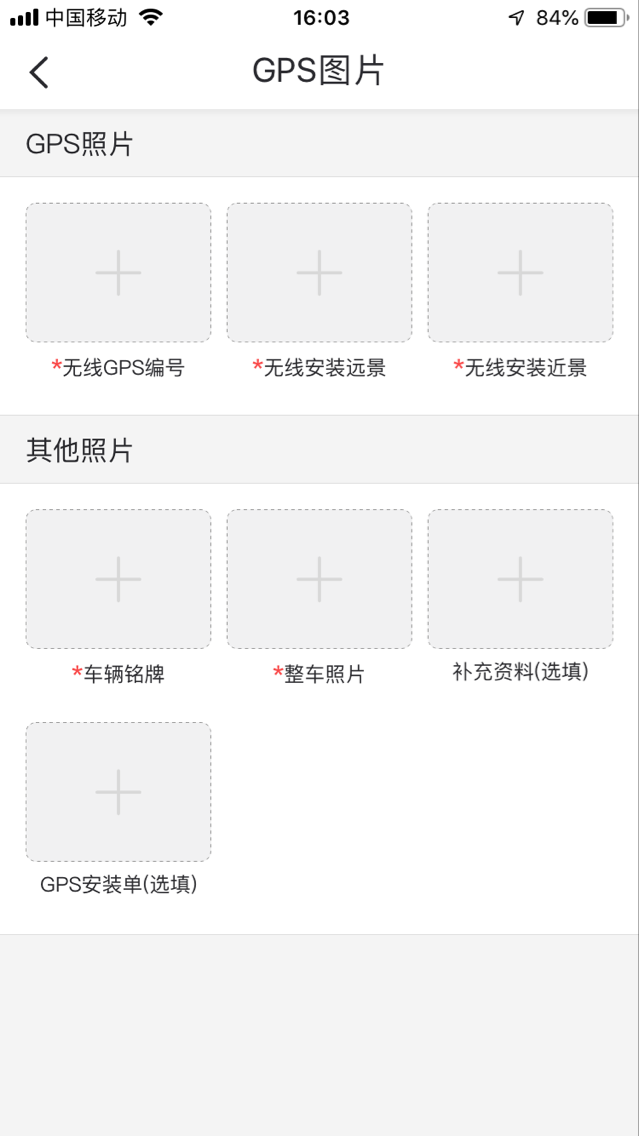 中国移动 16:03 84%
GPS图片
GPS照片
*无线GPS编号 *无线安装远景 *无线安装近景
其他照片
*车辆铭牌 *整车照片 补充资料(选填)
GPS安装单(选填)